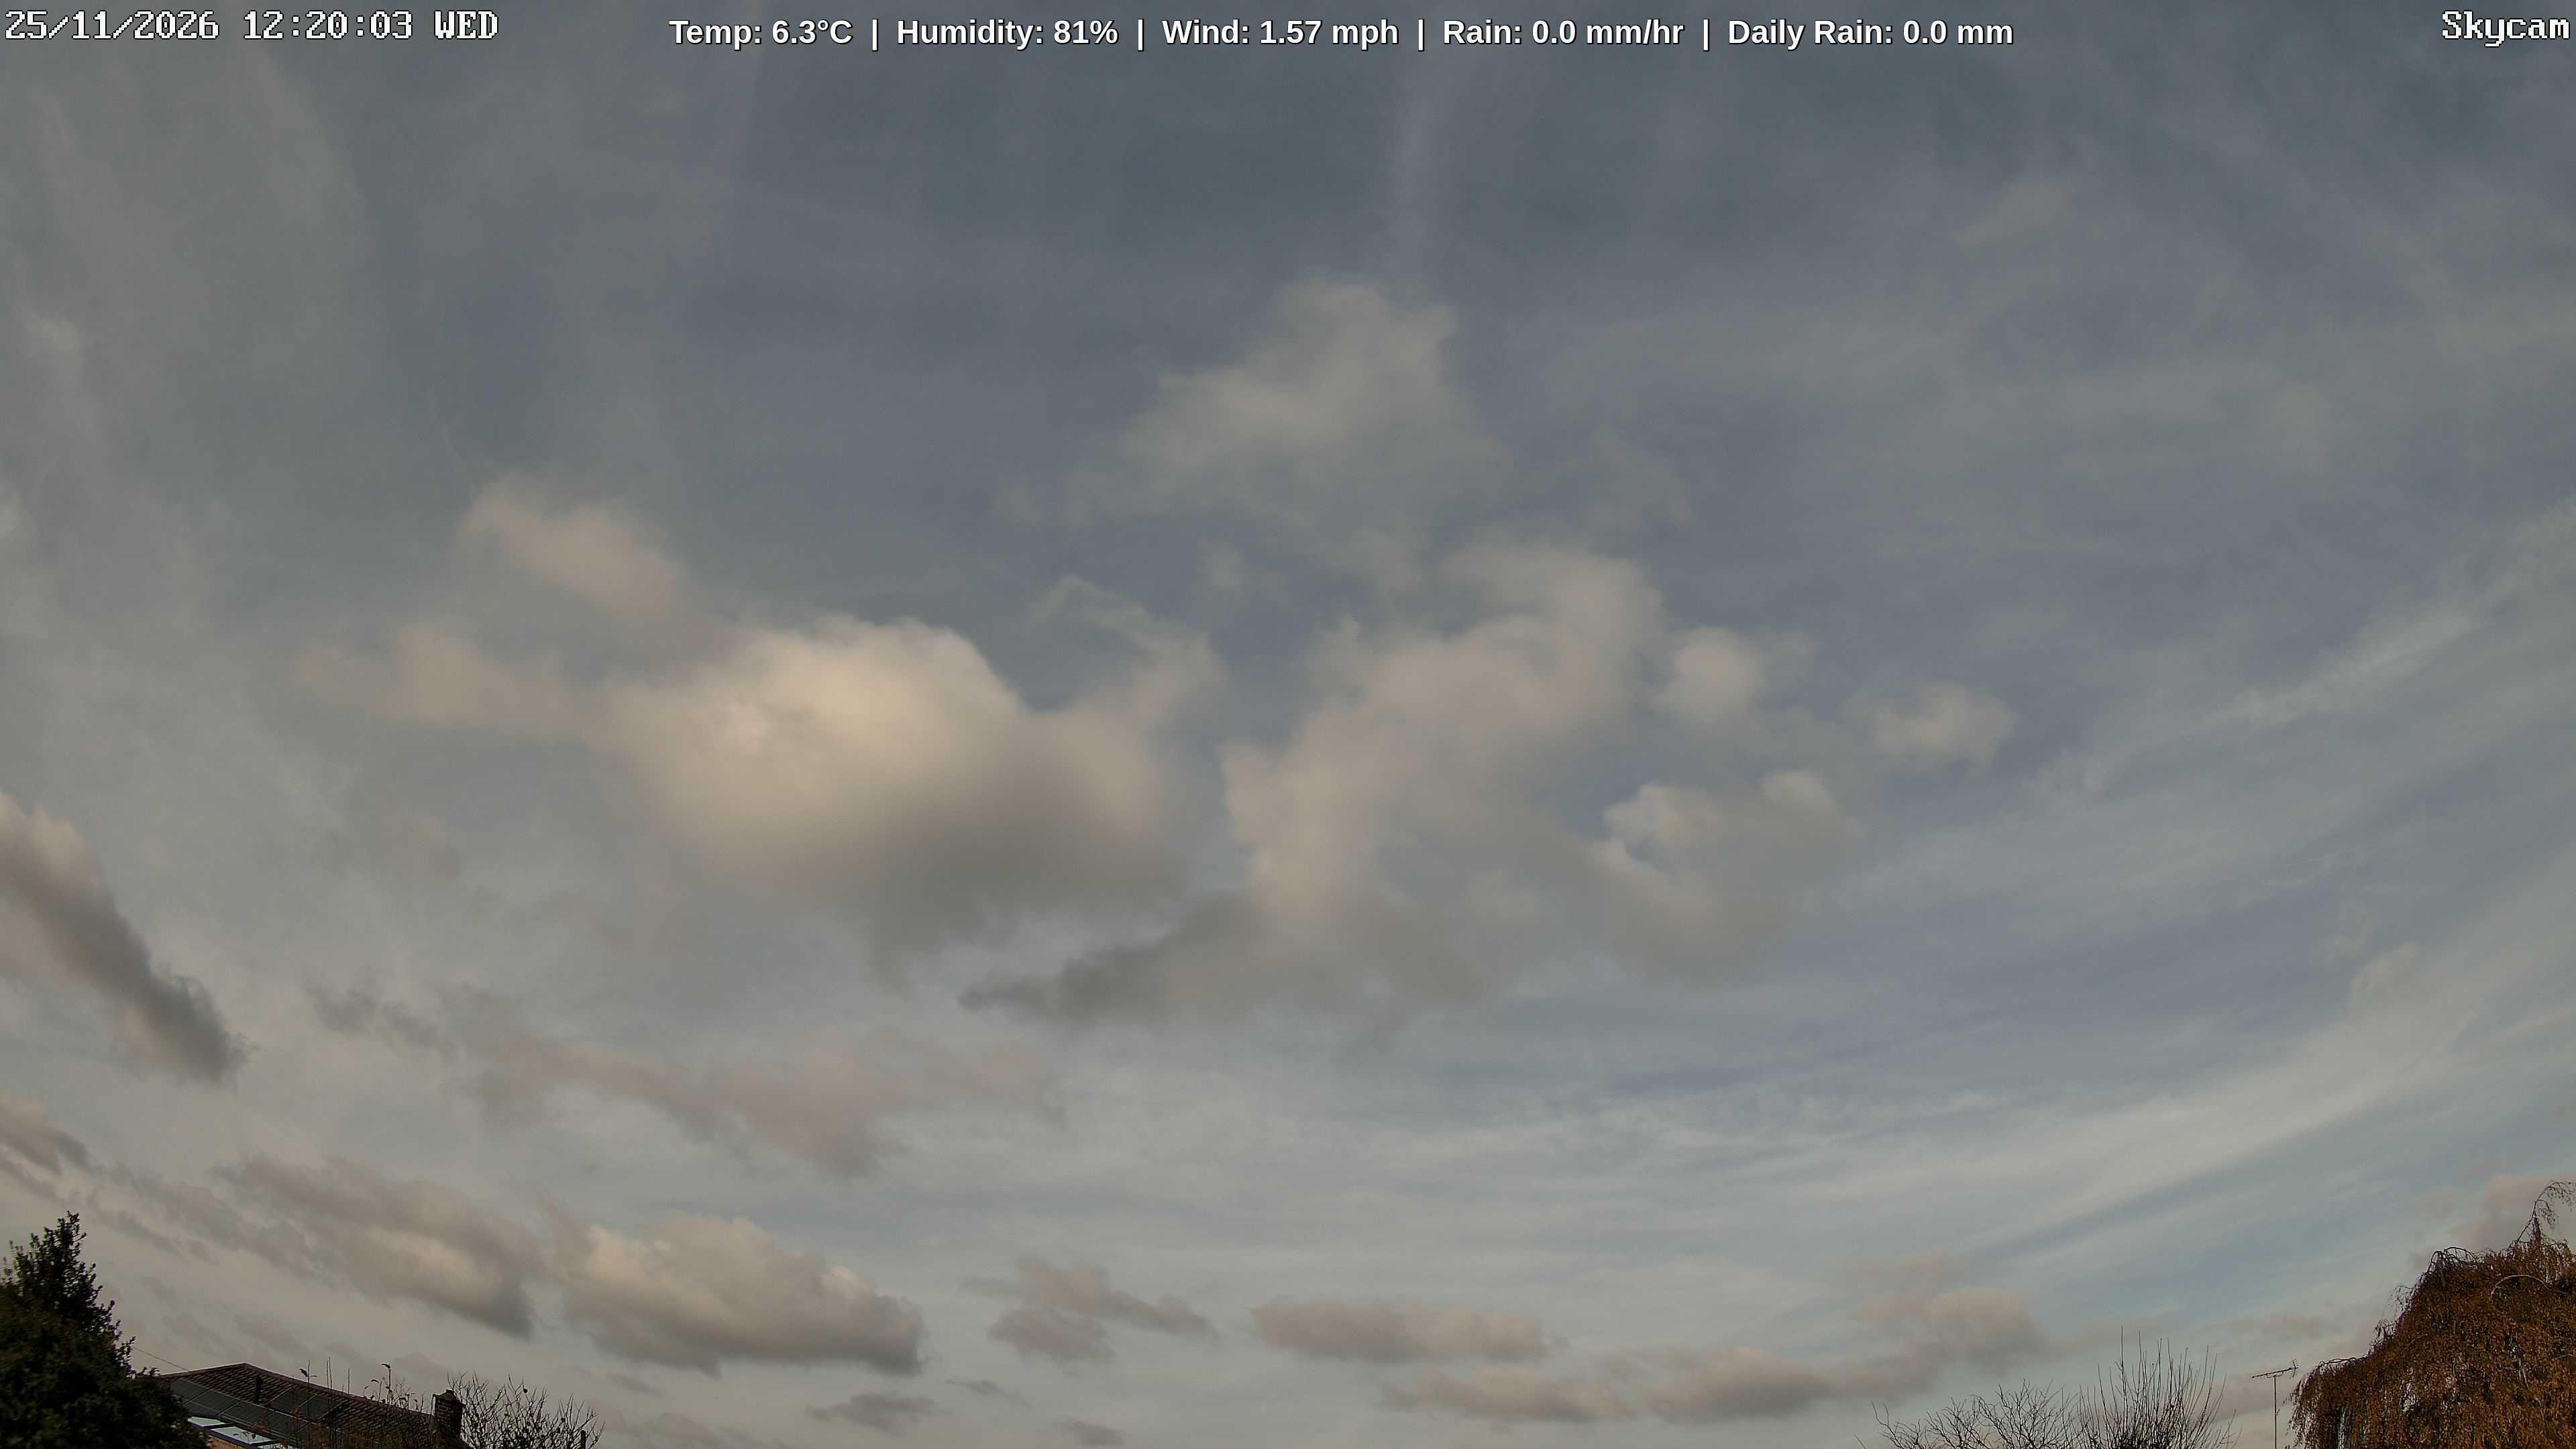 25/11/2026 12:20:03 WED
Temp: 6.3°C | Humidity: 81% | Wind: 1.57 mph | Rain: 0.0 mm/hr | Daily Rain: 0.0 mm
Skycam